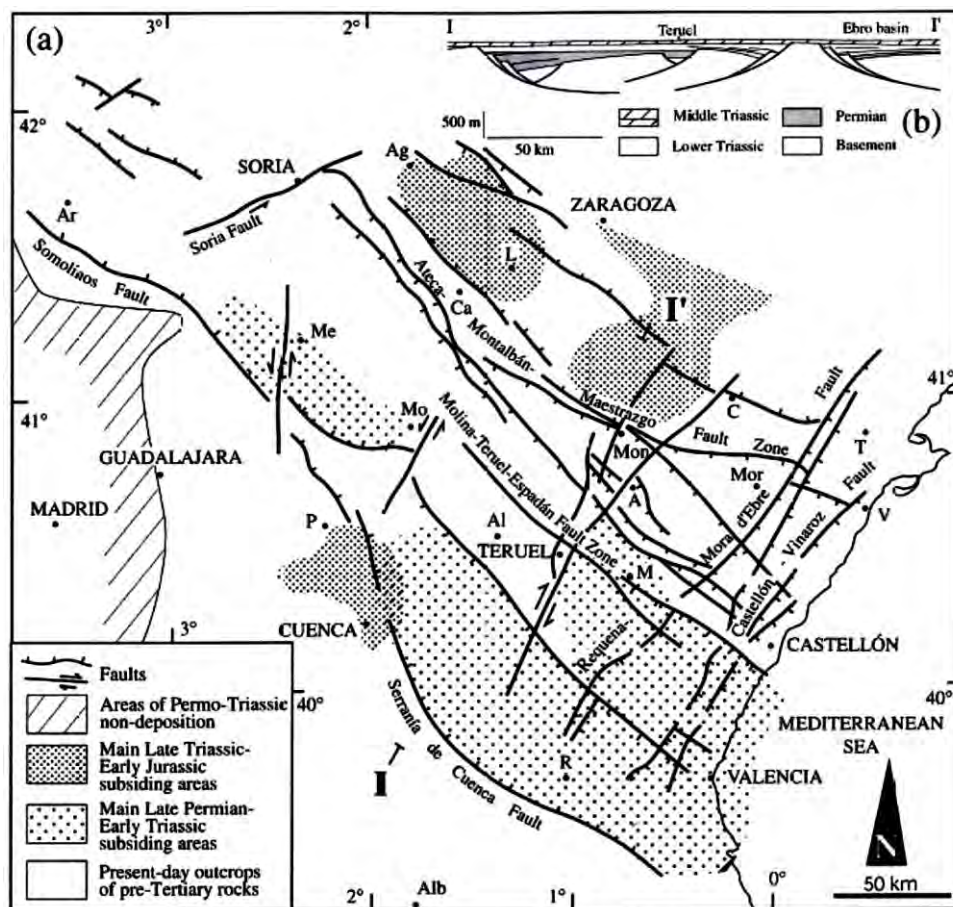 (a)
3°
2°
I
Teruel
Ebro basin
I'
500 m
50 km
Middle Triassic
Permian
(b)
Lower Triassic
Basement
42°
SORIA
Ag
ZARAGOZA
Ar
Soria Fault
L
Somolinos Fault
Ateca-
Ca
I'
Montalbán-
Me
Maestrazgo
Fault
41°
41°
Mo
C
Fault
Zone
Mon
T
Molina-Teruel-Espadán Fault Zone
GUADALAJARA
A
Mor
Fault
MADRID
P
Al
Mora d'Ebre
Vinaroz
V
TERUEL
M
Castellón
3°
CUENCA
Requena-
CASTELLÓN
Faults
40°
40°
Areas of Permo-Triassic
non-deposition
Serranía de Cuenca Fault
MEDITERRANEAN
SEA
Main Late Triassic-
Early Jurassic
subsiding areas
I
R
VALENCIA
Main Late Permian-
Early Triassic
subsiding areas
N
Present-day outcrops
of pre-Tertiary rocks
2°
Alb
1°
0°
50 km